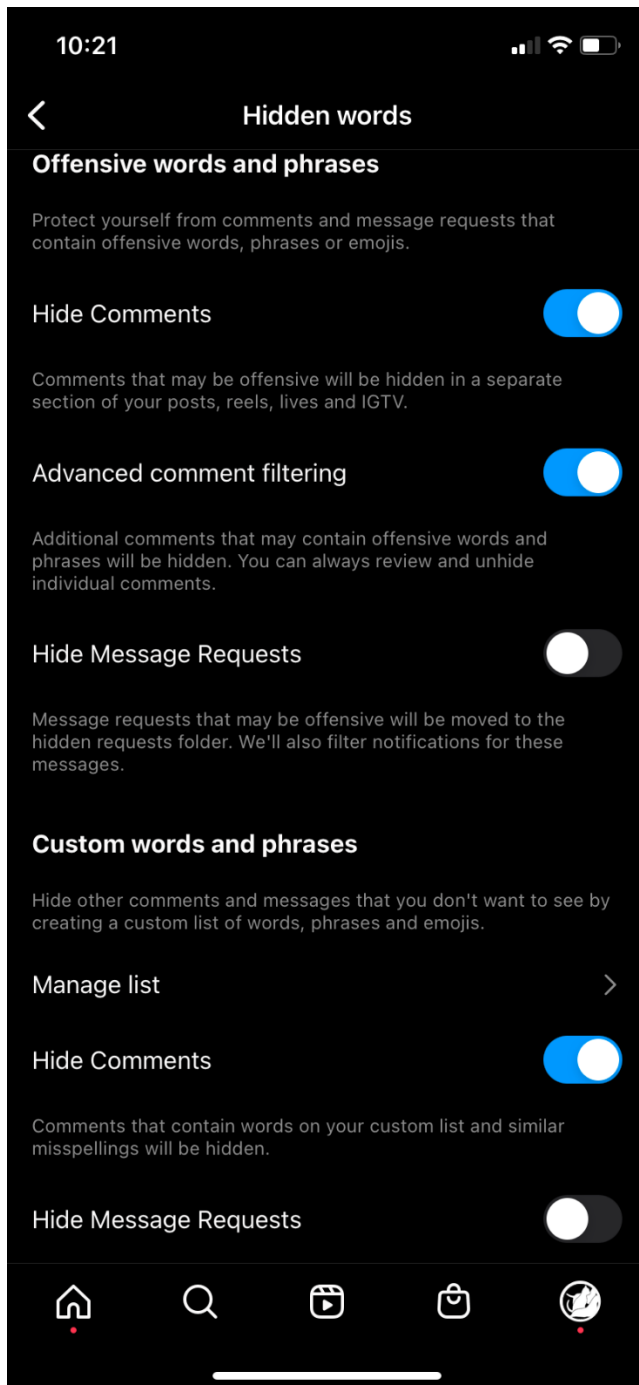 10:21
Hidden words
Offensive words and phrases
Protect yourself from comments and message requests that
contain offensive words, phrases or emojis.
Hide Comments
Comments that may be offensive will be hidden in a separate
section of your posts, reels, lives and IGTV.
Advanced comment filtering
Additional comments that may contain offensive words and
phrases will be hidden. You can always review and unhide
individual comments.
Hide Message Requests
Message requests that may be offensive will be moved to the
hidden requests folder. We'll also filter notifications for these
messages.
Custom words and phrases
Hide other comments and messages that you don't want to see by
creating a custom list of words, phrases and emojis.
Manage list
Hide Comments
Comments that contain words on your custom list and similar
misspellings will be hidden.
Hide Message Requests